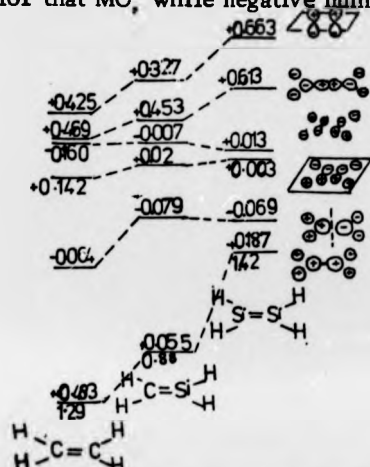 for that MO, while negative num
+0.663
+0.327
+0.425
+0.613
+0.453
+0.469
-0.007
-0.160
+0.013
+0.02
+0.003
+0.142
-0.079
-0.069
-0.064
+0.187
1.42
H H
Si=Si
H H
+0.055
0.88
+0.483
1.29
H H
C=Si
H H
H H
C=C
H H